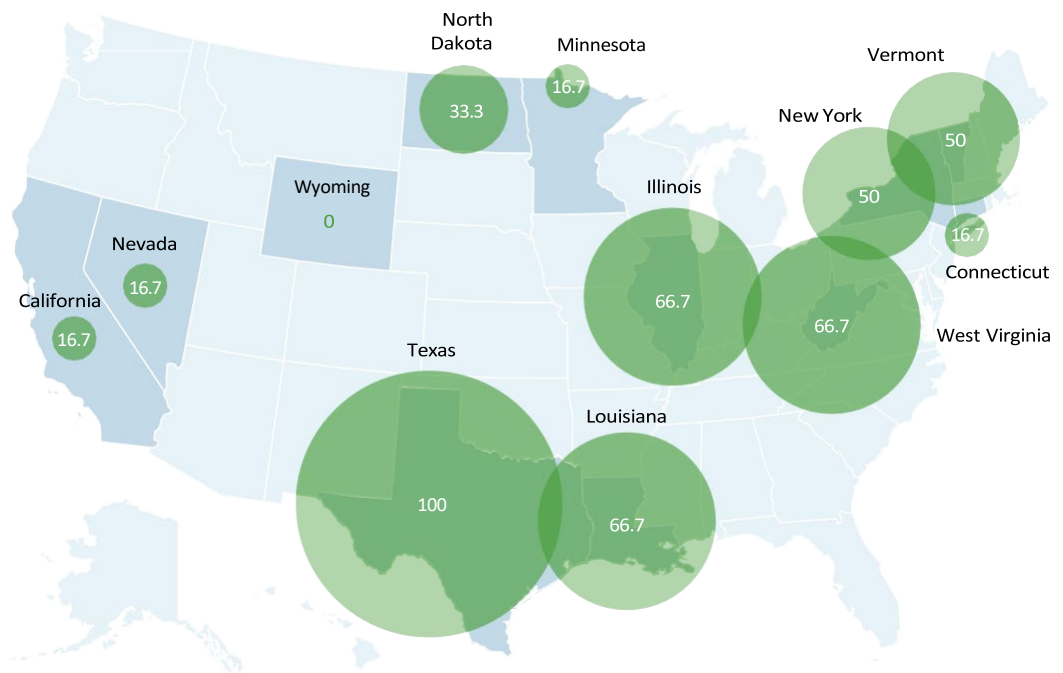 North
Dakota
33.3
Minnesota
16.7
Vermont
50
New York
50
Wyoming
0
Illinois
66.7
Nevada
16.7
California
16.7
16.7
Connecticut
66.7
West Virginia
Texas
100
Louisiana
66.7